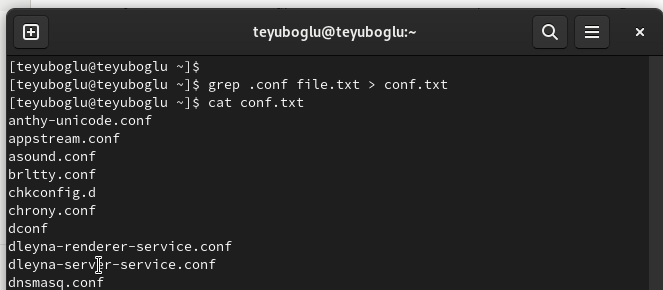 teyuboglu@teyuboglu:~
[teyuboglu@teyuboglu ~]$
[teyuboglu@teyuboglu ~]$ grep .conf file.txt > conf.txt
[teyuboglu@teyuboglu ~]$ cat conf.txt
anthy-unicode.conf
appstream.conf
asound.conf
brltty.conf
chkconfig.d
chrony.conf
dconf
dleyna-renderer-service.conf
dleyna-server-service.conf
dnsmasq.conf